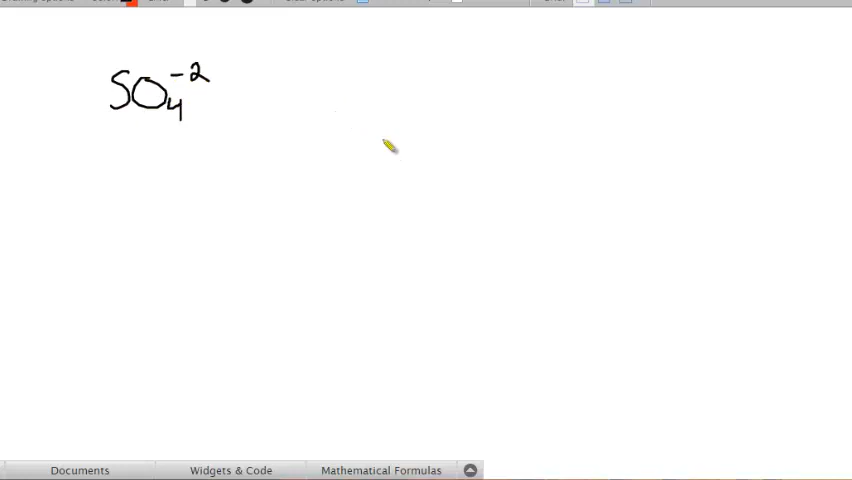 SO₄⁻²
Documents Widgets & Code Mathematical Formulas